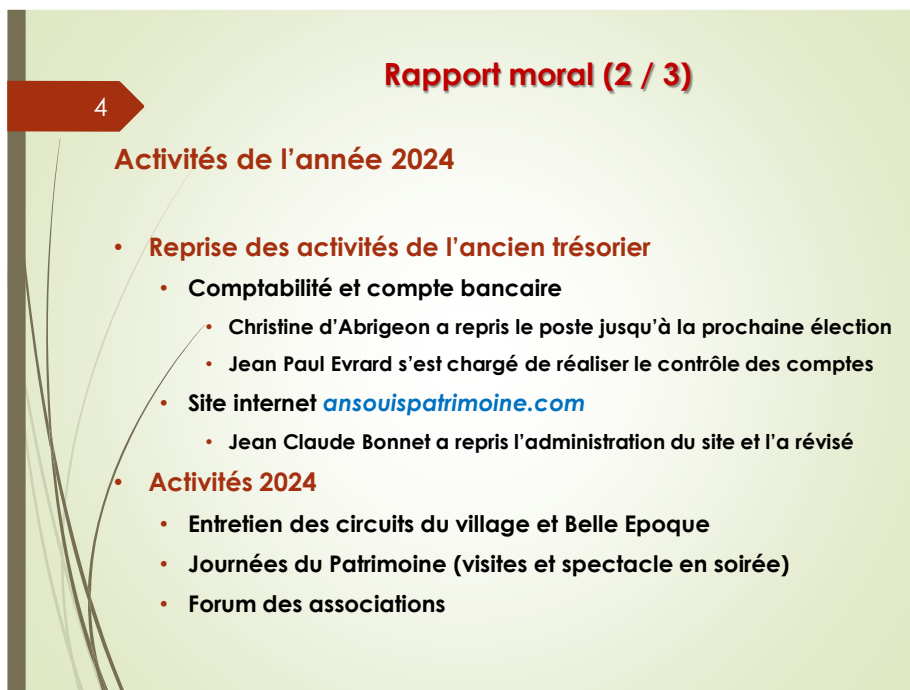 Rapport moral (2 / 3)
4
Activités de l’année 2024
• Reprise des activités de l’ancien trésorier
• Comptabilité et compte bancaire
• Christine d’Abrigeon a repris le poste jusqu’à la prochaine élection
• Jean Paul Evrard s’est chargé de réaliser le contrôle des comptes
• Site internet ansouispatrimoine.com
• Jean Claude Bonnet a repris l’administration du site et l’a révisé
• Activités 2024
• Entretien des circuits du village et Belle Epoque
• Journées du Patrimoine (visites et spectacle en soirée)
• Forum des associations